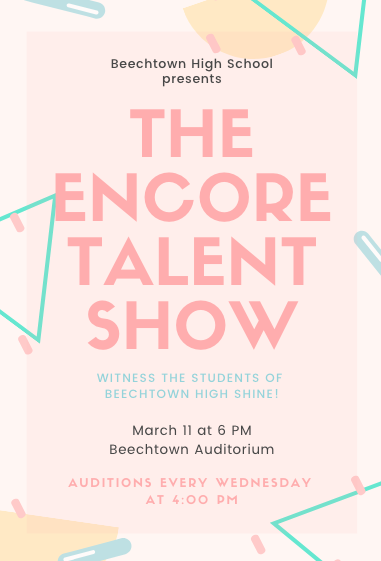 Beechtown High School
presents
THE
ENCORE
TALENT
SHOW
WITNESS THE STUDENTS OF
BEECHTOWN HIGH SHINE!
March 11 at 6 PM
Beechtown Auditorium
AUDITIONS EVERY WEDNESDAY
AT 4:00 PM